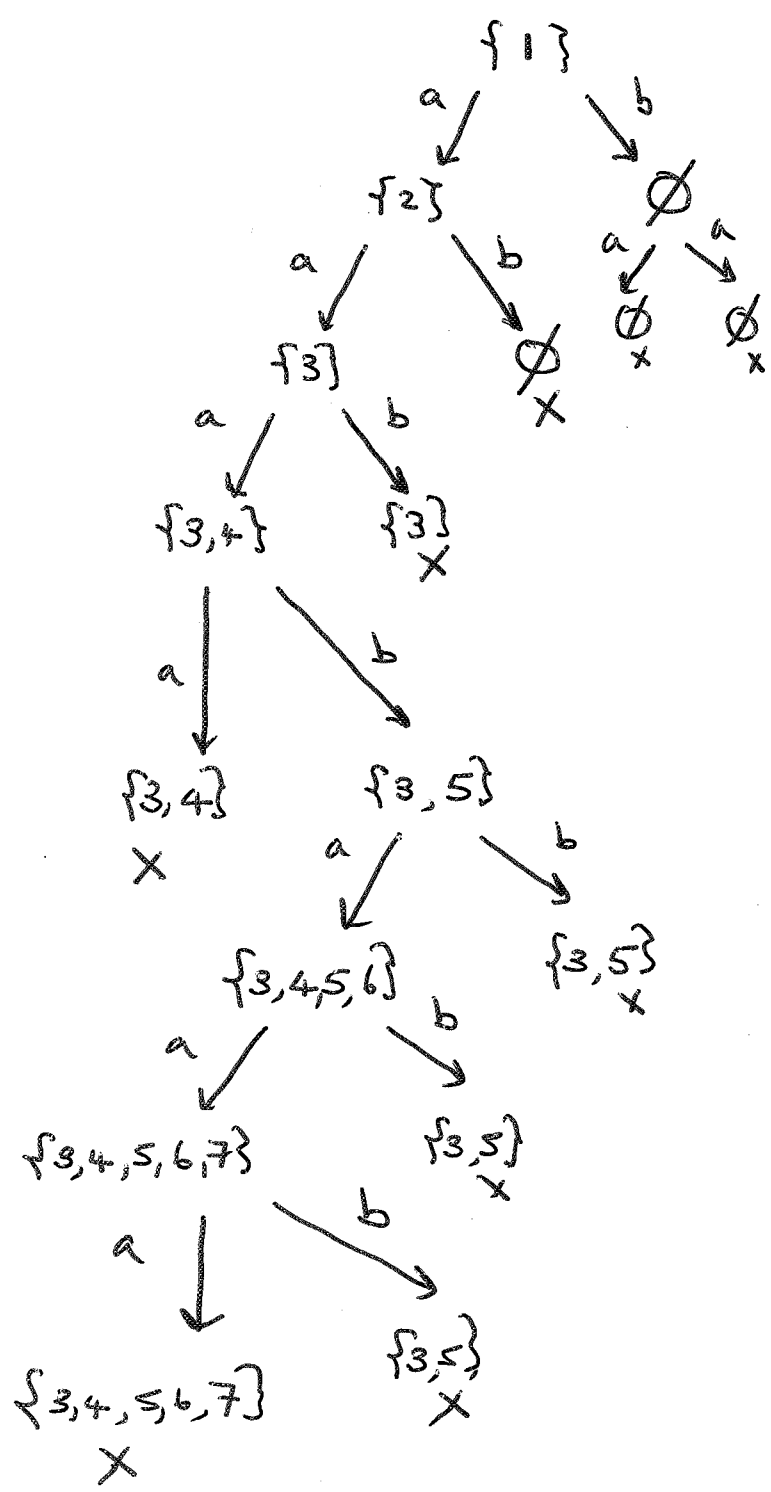 {1}
a b
{2} ∅
a b a a
{3} ∅ ∅ ∅
x x x
a b
{3,4} {3}
x
a b
{3,4} {3,5}
x
a b
{3,4,5,6} {3,5}
x
a b
{3,4,5,6,7} {3,5}
x
a b
{3,4,5,6,7} {3,5}
x x